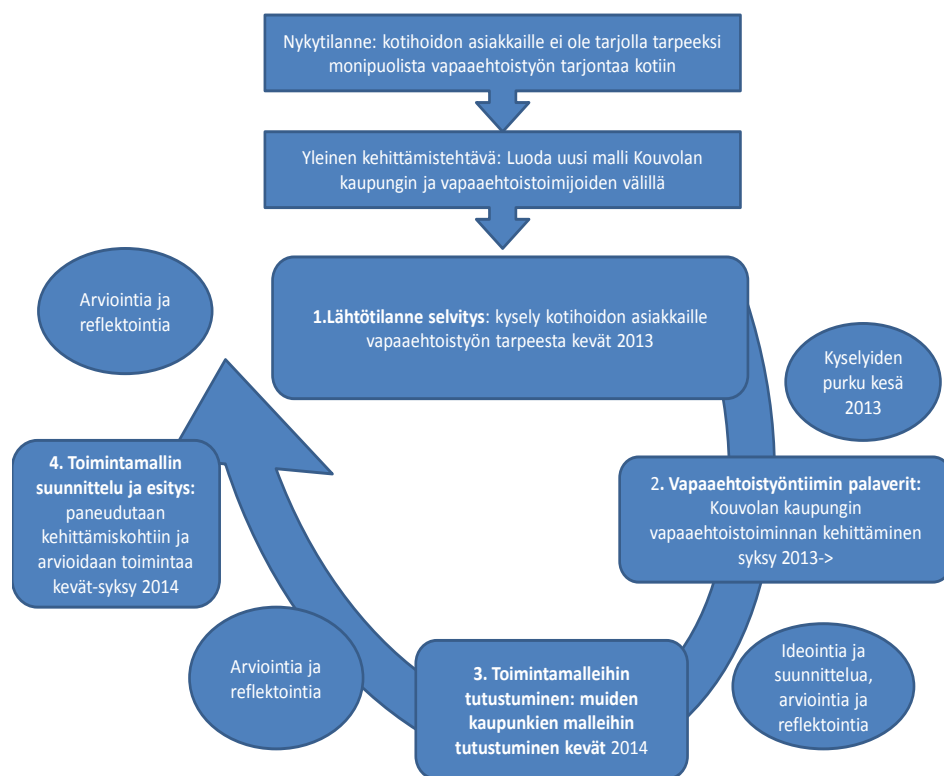 Nykytilanne: kotihoidon asiakkaille ei ole tarjolla tarpeeksi
monipuolista vapaaehtoistyön tarjontaa kotiin
Yleinen kehittämistehtävä: Luoda uusi malli Kouvolan
kaupungin ja vapaaehtoistoimijoiden välillä
1.Lähtötilanne selvitys: kysely kotihoidon asiakkaille
vapaaehtoistyön tarpeesta kevät 2013
Kyselyiden
purku kesä
2013
2. Vapaaehtoistyöntiimin palaverit:
Kouvolan kaupungin
vapaaehtoistoiminnan kehittäminen
syksy 2013->
Ideointia ja
suunnittelua,
arviointia ja
reflektointia
3. Toimintamalleihin
tutustuminen: muiden
kaupunkien malleihin
tutustuminen kevät 2014
Arviointia ja
reflektointia
4. Toimintamallin
suunnittelu ja esitys:
paneudutaan
kehittämiskohtiin ja
arvioidaan toimintaa
kevät-syksy 2014
Arviointia ja
reflektointia